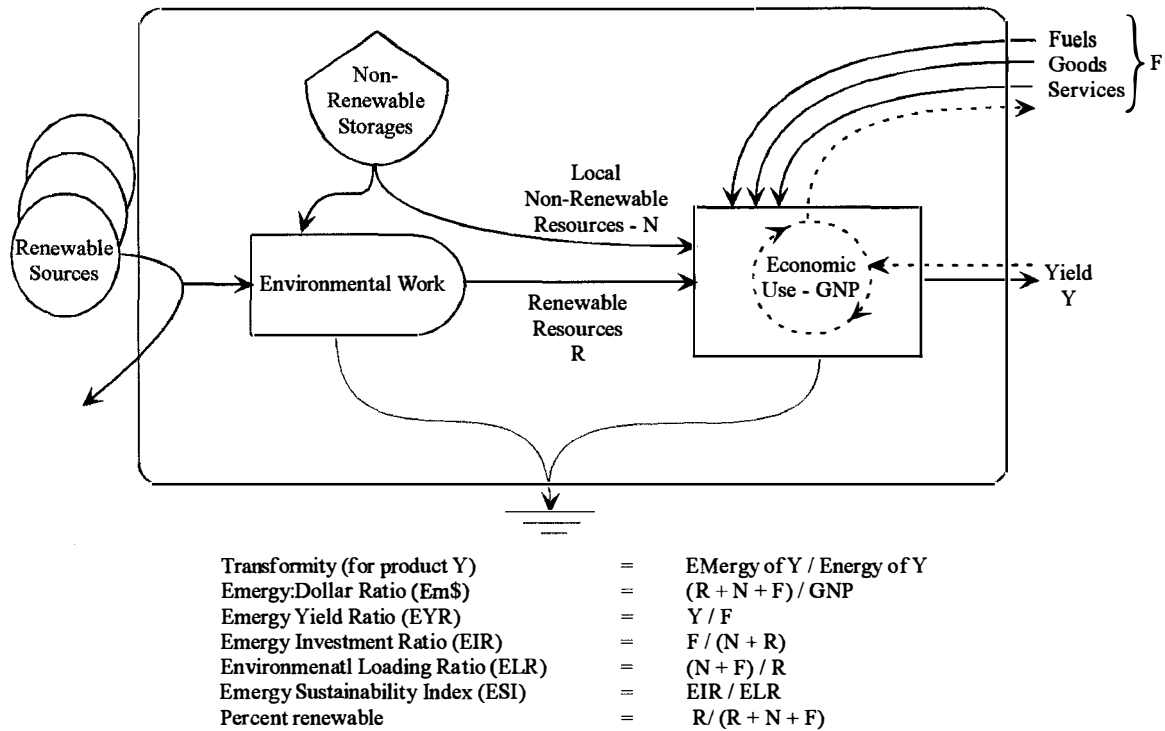 Fuels
Goods
Services
F
Non-
Renewable
Storages
Renewable
Sources
Local
Non-Renewable
Resources - N
Environmental Work
Renewable
Resources
R
Economic
Use - GNP
Yield
Y
Transformity (for product Y) = EMergy of Y / Energy of Y
Emergy:Dollar Ratio (Em$) = (R + N + F) / GNP
Emergy Yield Ratio (EYR) = Y / F
Emergy Investment Ratio (EIR) = F / (N + R)
Environmenatl Loading Ratio (ELR) = (N + F) / R
Emergy Sustainability Index (ESI) = EIR / ELR
Percent renewable = R/ (R + N + F)